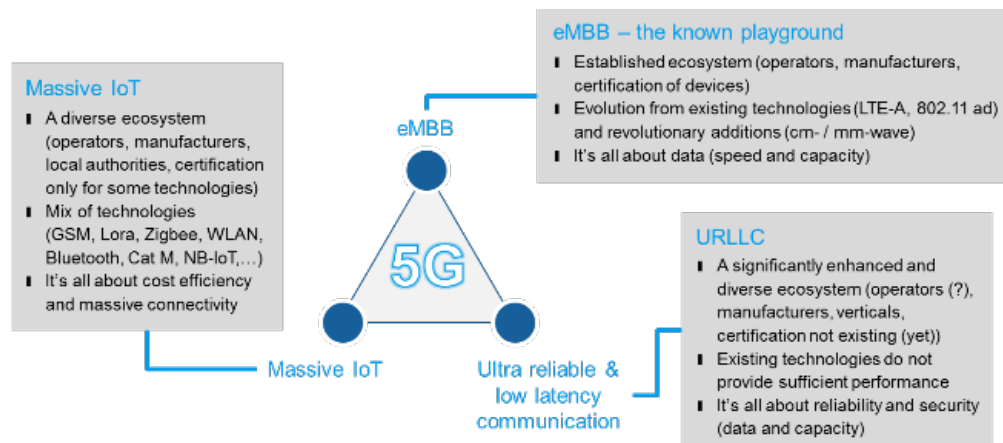 eMBB – the known playground
▮ Established ecosystem (operators, manufacturers,
certification of devices)
▮ Evolution from existing technologies (LTE-A, 802.11 ad)
and revolutionary additions (cm- / mm-wave)
▮ It's all about data (speed and capacity)
Massive IoT
▮ A diverse ecosystem
(operators, manufacturers,
local authorities, certification
only for some technologies)
▮ Mix of technologies
(GSM, Lora, Zigbee, WLAN,
Bluetooth, Cat M, NB-IoT,...)
▮ It's all about cost efficiency
and massive connectivity
eMBB
5G
Massive IoT
Ultra reliable &
low latency
communication
URLLC
▮ A significantly enhanced and
diverse ecosystem (operators (?),
manufacturers, verticals,
certification not existing (yet))
▮ Existing technologies do not
provide sufficient performance
▮ It's all about reliability and security
(data and capacity)